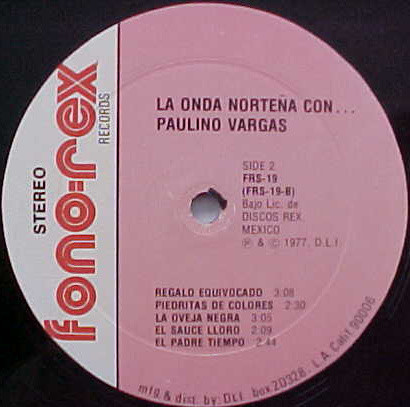 STEREO
fono-rex
RECORDS
LA ONDA NORTEÑA CON...
PAULINO VARGAS
SIDE 2
FRS-19
(FRS-19-B)
Bajo Lic. de
DISCOS REX.
MEXICO
℗ & © 1977, D.L.I.
REGALO EQUIVOCADO 3:08
PIEDRITAS DE COLORES 2:30
LA OVEJA NEGRA 3:05
EL SAUCE LLORO 2:09
EL PADRE TIEMPO 2:44
mfg & dist. by: DLI. box 20328 - L.A. Calif. 90006